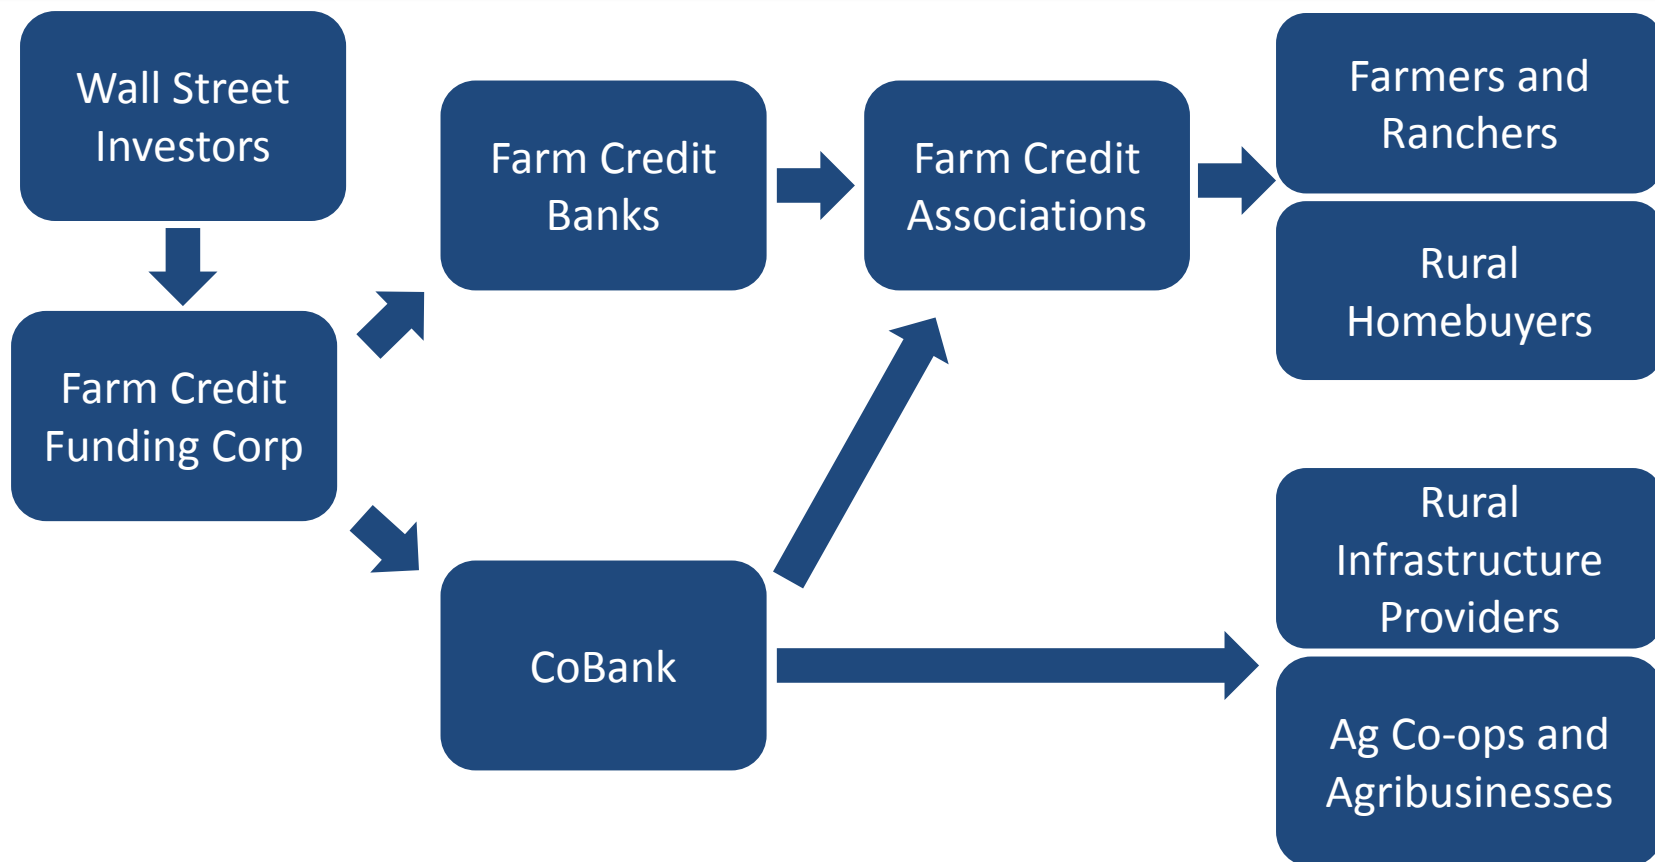 Wall Street
Investors
Farm Credit
Funding Corp
Farm Credit
Banks
CoBank
Farm Credit
Associations
Farmers and
Ranchers
Rural
Homebuyers
Rural
Infrastructure
Providers
Ag Co-ops and
Agribusinesses